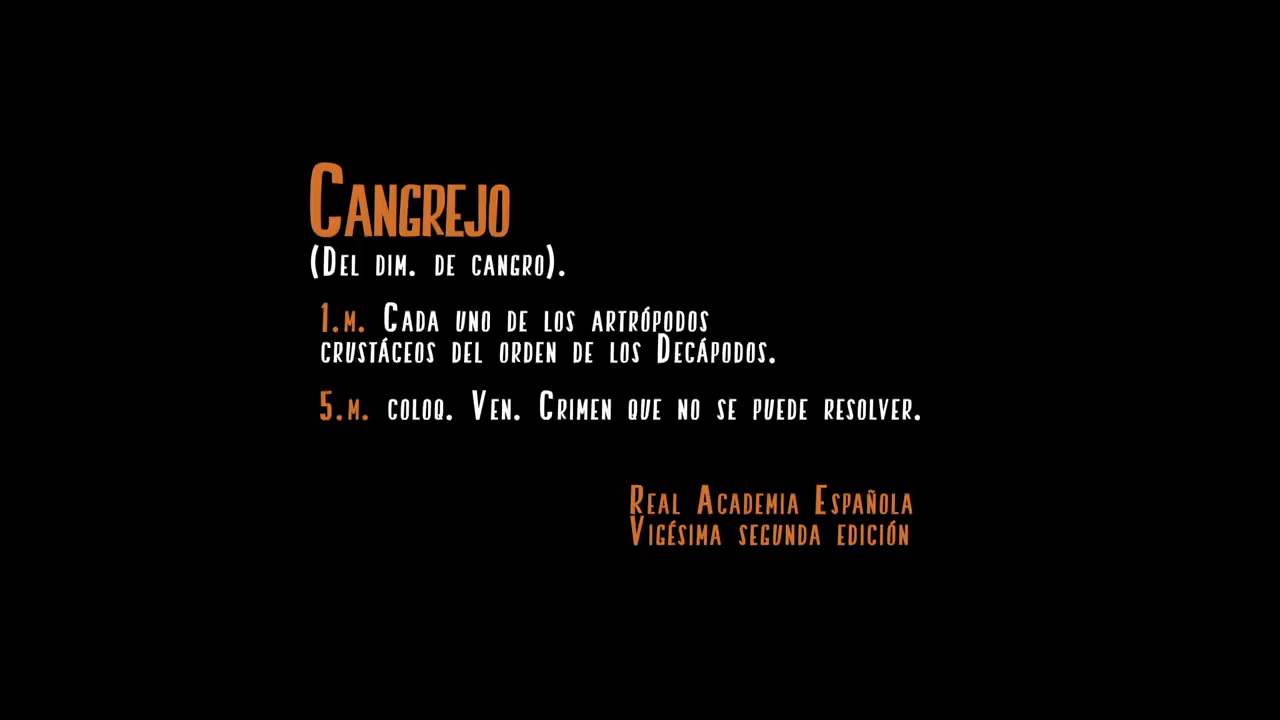 Cangrejo
(Del dim. de cangro).
1.m. Cada uno de los artrópodos
crustáceos del orden de los Decápodos.
5.m. coloq. Ven. Crimen que no se puede resolver.
Real Academia Española
Vigésima segunda edición